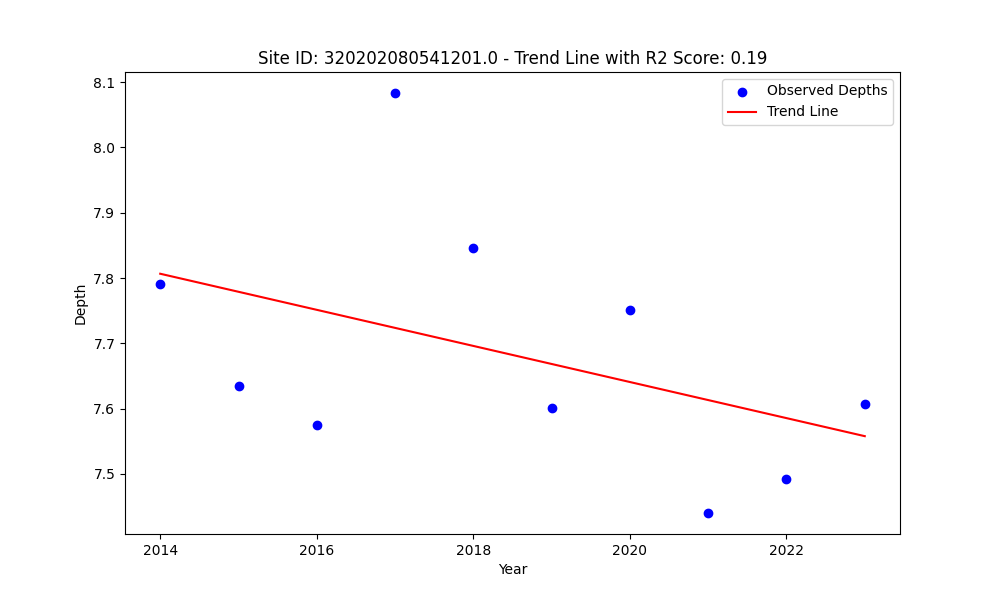 Site ID: 320202080541201.0 - Trend Line with R2 Score: 0.19
Observed Depths
Trend Line
8.1
8.0
7.9
7.8
7.7
7.6
7.5
Depth
2014
2016
2018
2020
2022
Year